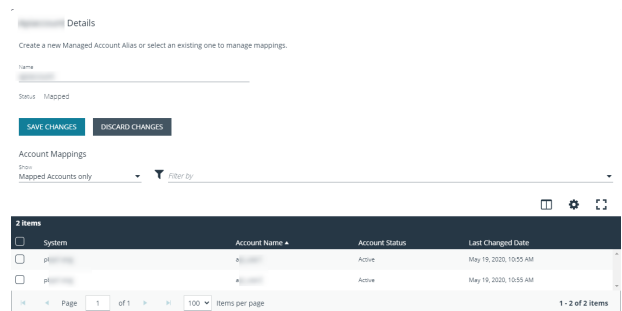 Details
Create a new Managed Account Alias or select an existing one to manage mappings.
Name
Status Mapped
SAVE CHANGES DISCARD CHANGES
Account Mappings
Show
Mapped Accounts only Filter by
2 items
System Account Name Account Status Last Changed Date
Active May 19, 2020, 10:55 AM
Active May 19, 2020, 10:55 AM
Page 1 of 1 100 Items per page 1 - 2 of 2 items